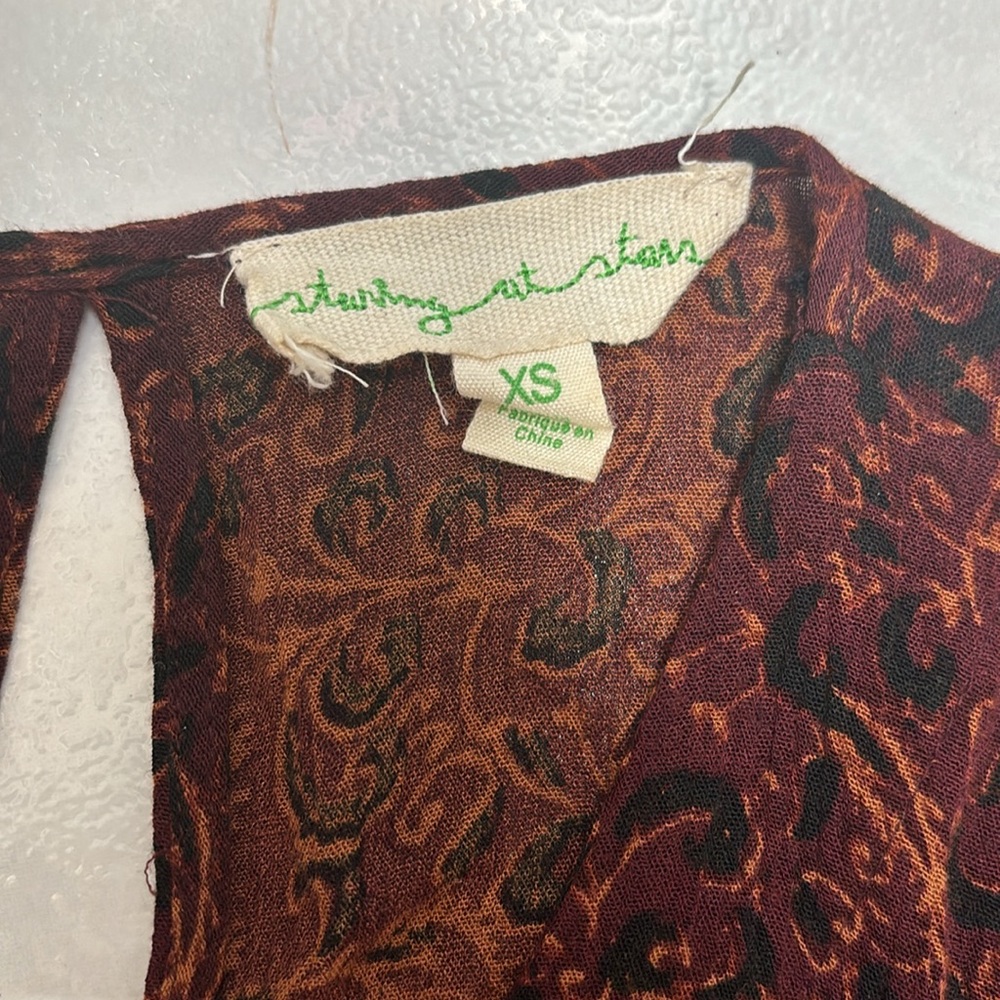 staring at stars
XS
Fabriqué en
Chine